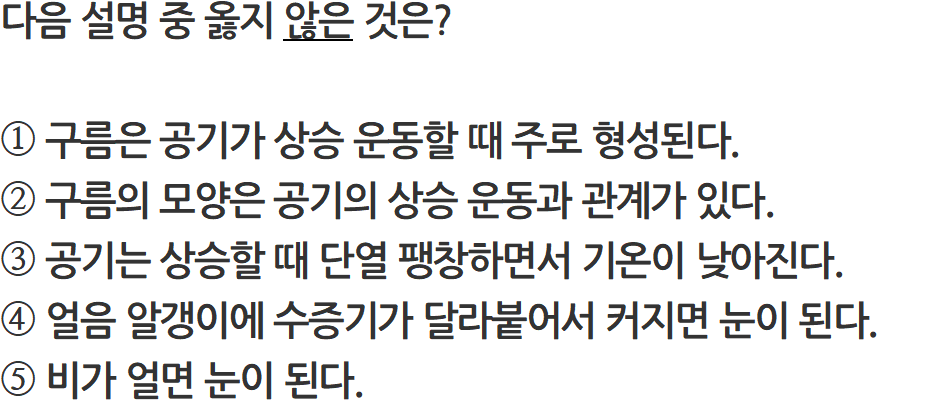 다음 설명 중 옳지 않은 것은?
① 구름은 공기가 상승 운동할 때 주로 형성된다.
② 구름의 모양은 공기의 상승 운동과 관계가 있다.
③ 공기는 상승할 때 단열 팽창하면서 기온이 낮아진다.
④ 얼음 알갱이에 수증기가 달라붙어서 커지면 눈이 된다.
⑤ 비가 얼면 눈이 된다.